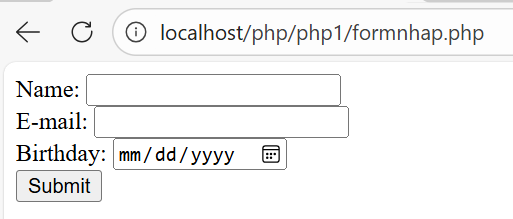 localhost/php/php1/formnhap.php
Name:
E-mail:
Birthday: mm/dd/yyyy
Submit